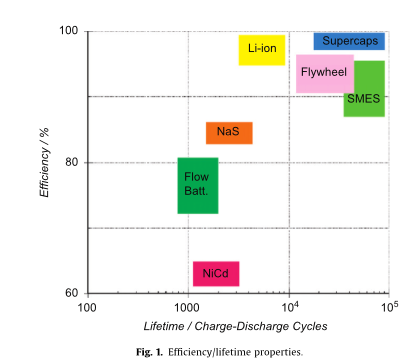 100
Li-ion
Supercaps
Flywheel
SMES
NaS
80
Flow
Batt.
NiCd
60
Efficiency / %
100
1000
10⁴
10⁵
Lifetime / Charge-Discharge Cycles
Fig. 1. Efficiency/lifetime properties.